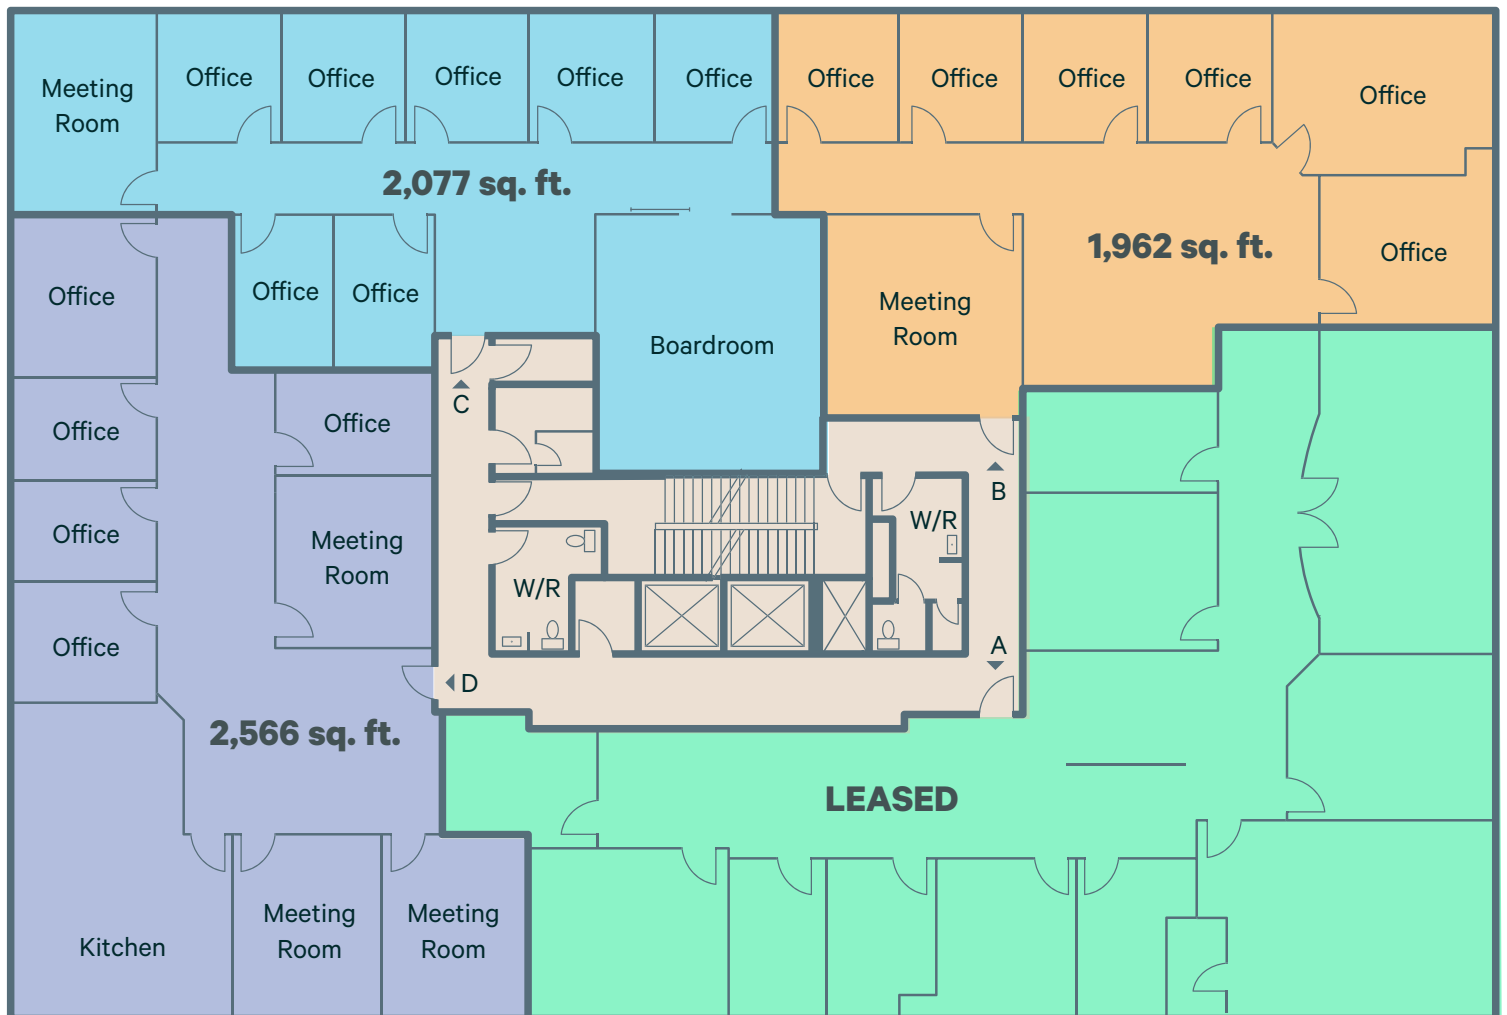 Meeting
Room
Office
Office
Office
Office
Office
Office
Office
Office
Office
Office
2,077 sq. ft.
1,962 sq. ft.
Office
Office
Office
Office
Meeting
Room
Boardroom
Office
C
Office
B
Office
Meeting
Room
W/R
W/R
Office
A
D
2,566 sq. ft.
LEASED
Kitchen
Meeting
Room
Meeting
Room